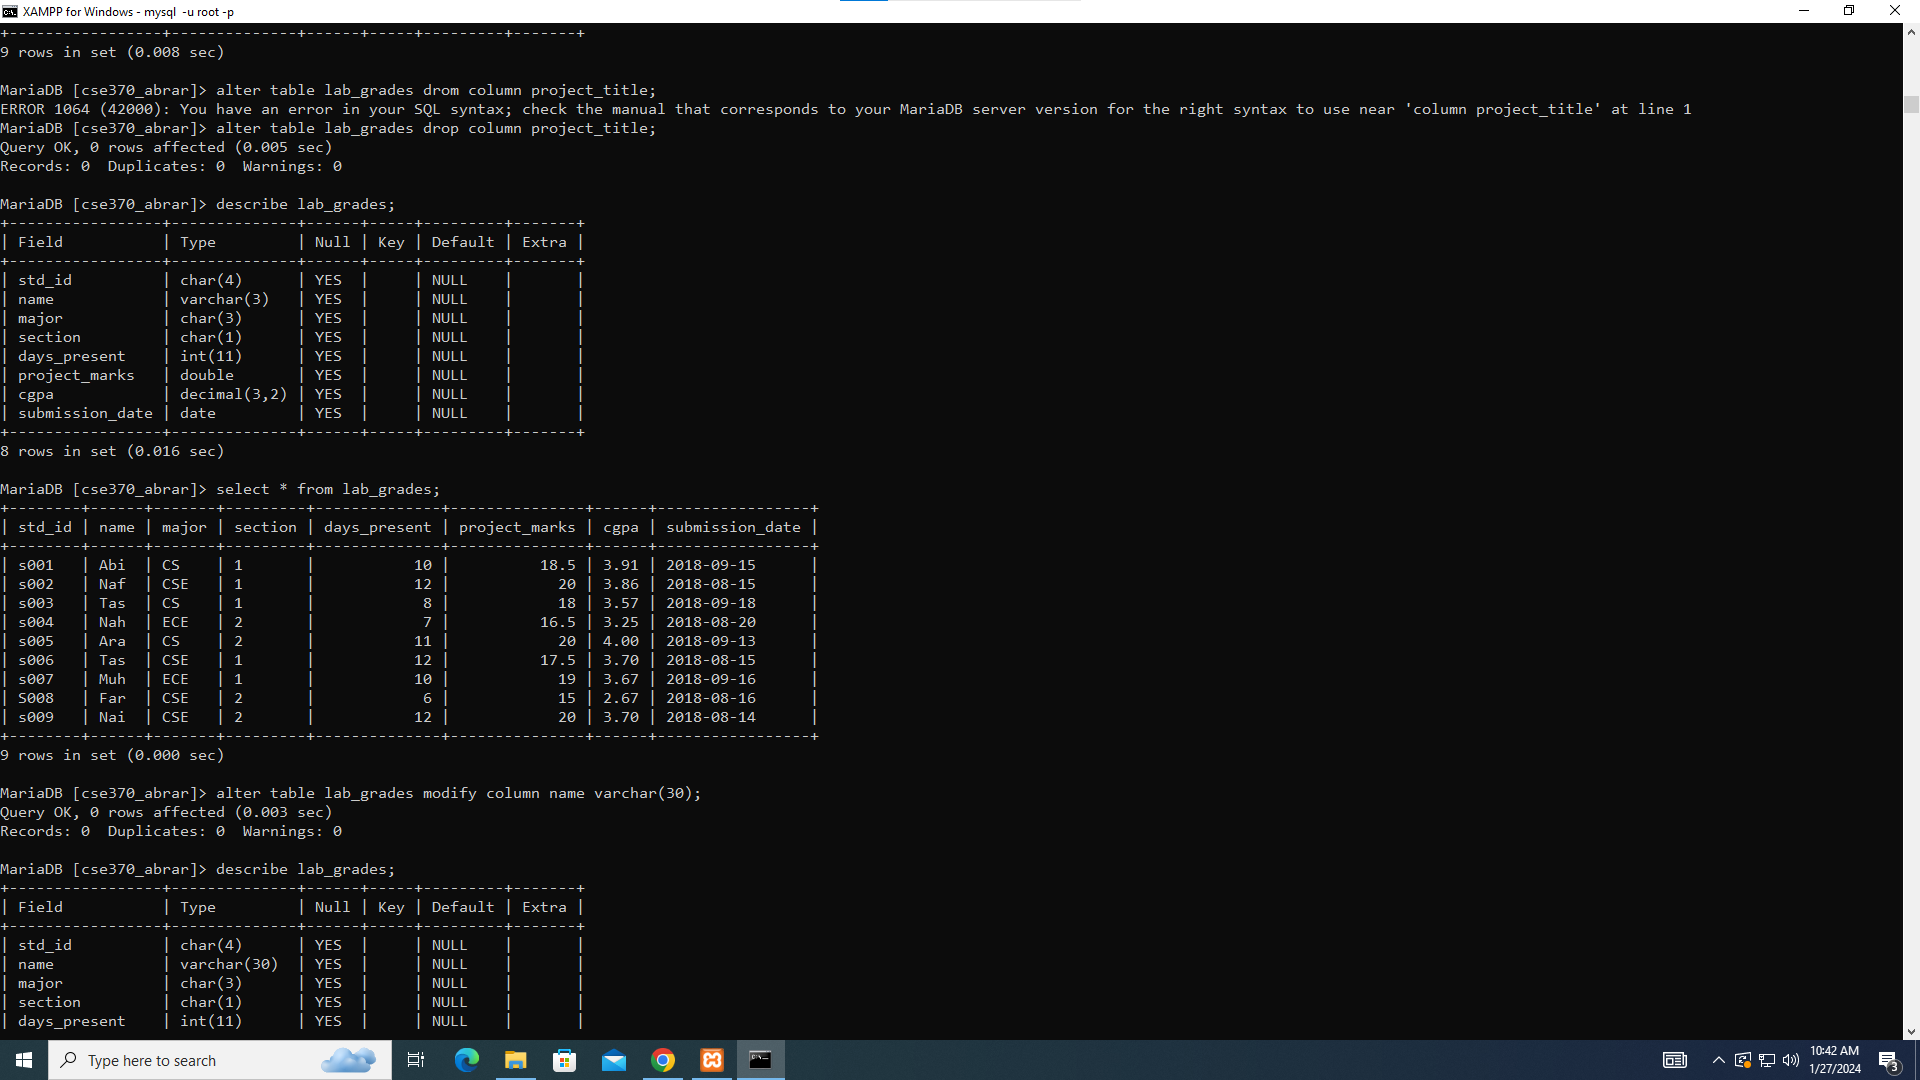 XAMPP for Windows - mysql  -u root -p
+-----------------+--------------+------+-----+---------+-------+
9 rows in set (0.008 sec)
MariaDB [cse370_abrar]> alter table lab_grades drom column project_title;
ERROR 1064 (42000): You have an error in your SQL syntax; check the manual that corresponds to your MariaDB server version for the right syntax to use near 'column project_title' at line 1
MariaDB [cse370_abrar]> alter table lab_grades drop column project_title;
Query OK, 0 rows affected (0.005 sec)
Records: 0  Duplicates: 0  Warnings: 0
MariaDB [cse370_abrar]> describe lab_grades;
+-----------------+--------------+------+-----+---------+-------+
| Field           | Type         | Null | Key | Default | Extra |
+-----------------+--------------+------+-----+---------+-------+
| std_id          | char(4)      | YES  |     | NULL    |       |
| name            | varchar(3)   | YES  |     | NULL    |       |
| major           | char(3)      | YES  |     | NULL    |       |
| section         | char(1)      | YES  |     | NULL    |       |
| days_present    | int(11)      | YES  |     | NULL    |       |
| project_marks   | double       | YES  |     | NULL    |       |
| cgpa            | decimal(3,2) | YES  |     | NULL    |       |
| submission_date | date         | YES  |     | NULL    |       |
+-----------------+--------------+------+-----+---------+-------+
8 rows in set (0.016 sec)
MariaDB [cse370_abrar]> select * from lab_grades;
+--------+------+-------+---------+--------------+---------------+------+-----------------+
| std_id | name | major | section | days_present | project_marks | cgpa | submission_date |
+--------+------+-------+---------+--------------+---------------+------+-----------------+
| s001   | Abi  | CS    | 1       |           10 |          18.5 | 3.91 | 2018-09-15      |
| s002   | Naf  | CSE   | 1       |           12 |            20 | 3.86 | 2018-08-15      |
| s003   | Tas  | CS    | 1       |            8 |            18 | 3.57 | 2018-09-18      |
| s004   | Nah  | ECE   | 2       |            7 |          16.5 | 3.25 | 2018-08-20      |
| s005   | Ara  | CS    | 2       |           11 |            20 | 4.00 | 2018-09-13      |
| s006   | Tas  | CSE   | 1       |           12 |          17.5 | 3.70 | 2018-08-15      |
| s007   | Muh  | ECE   | 1       |           10 |            19 | 3.67 | 2018-09-16      |
| S008   | Far  | CSE   | 2       |            6 |            15 | 2.67 | 2018-08-16      |
| s009   | Nai  | CSE   | 2       |           12 |            20 | 3.70 | 2018-08-14      |
+--------+------+-------+---------+--------------+---------------+------+-----------------+
9 rows in set (0.000 sec)
MariaDB [cse370_abrar]> alter table lab_grades modify column name varchar(30);
Query OK, 0 rows affected (0.003 sec)
Records: 0  Duplicates: 0  Warnings: 0
MariaDB [cse370_abrar]> describe lab_grades;
+-----------------+--------------+------+-----+---------+-------+
| Field           | Type         | Null | Key | Default | Extra |
+-----------------+--------------+------+-----+---------+-------+
| std_id          | char(4)      | YES  |     | NULL    |       |
| name            | varchar(30)  | YES  |     | NULL    |       |
| major           | char(3)      | YES  |     | NULL    |       |
| section         | char(1)      | YES  |     | NULL    |       |
| days_present    | int(11)      | YES  |     | NULL    |       |
Type here to search
10:42 AM
1/27/2024
3